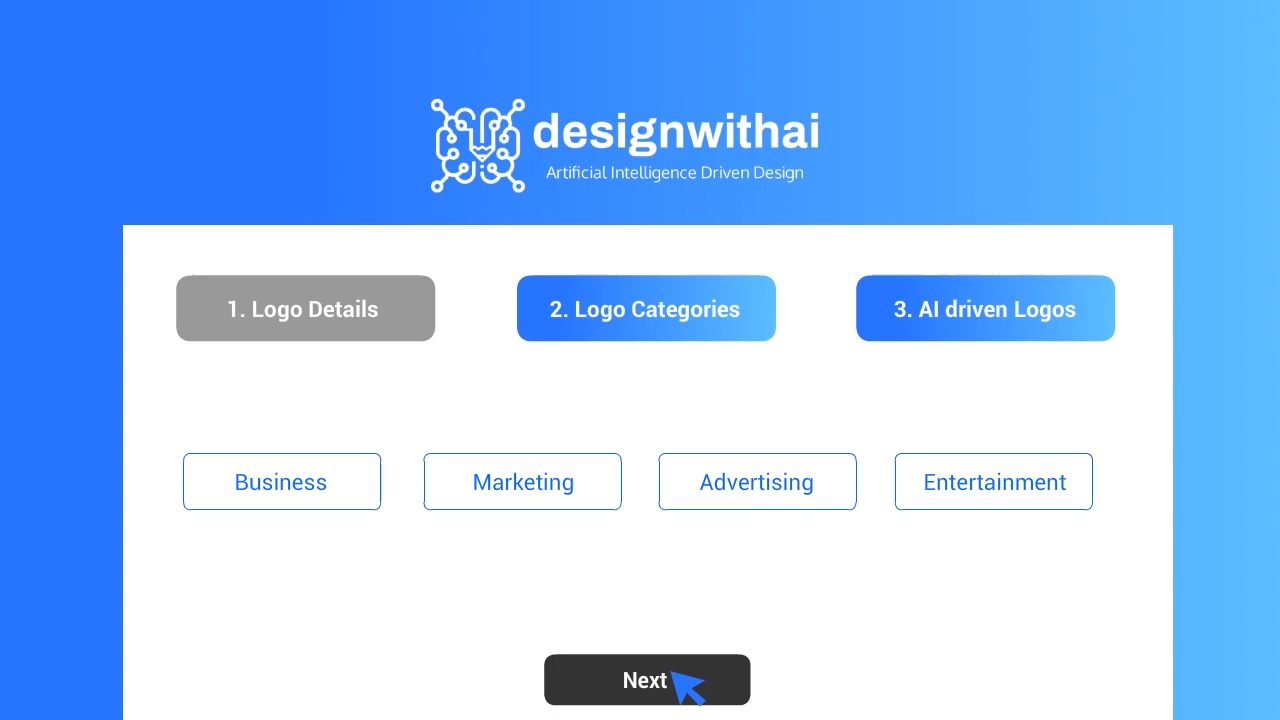 designwithai
Artificial Intelligence Driven Design
1. Logo Details
2. Logo Categories
3. AI driven Logos
Business
Marketing
Advertising
Entertainment
Next